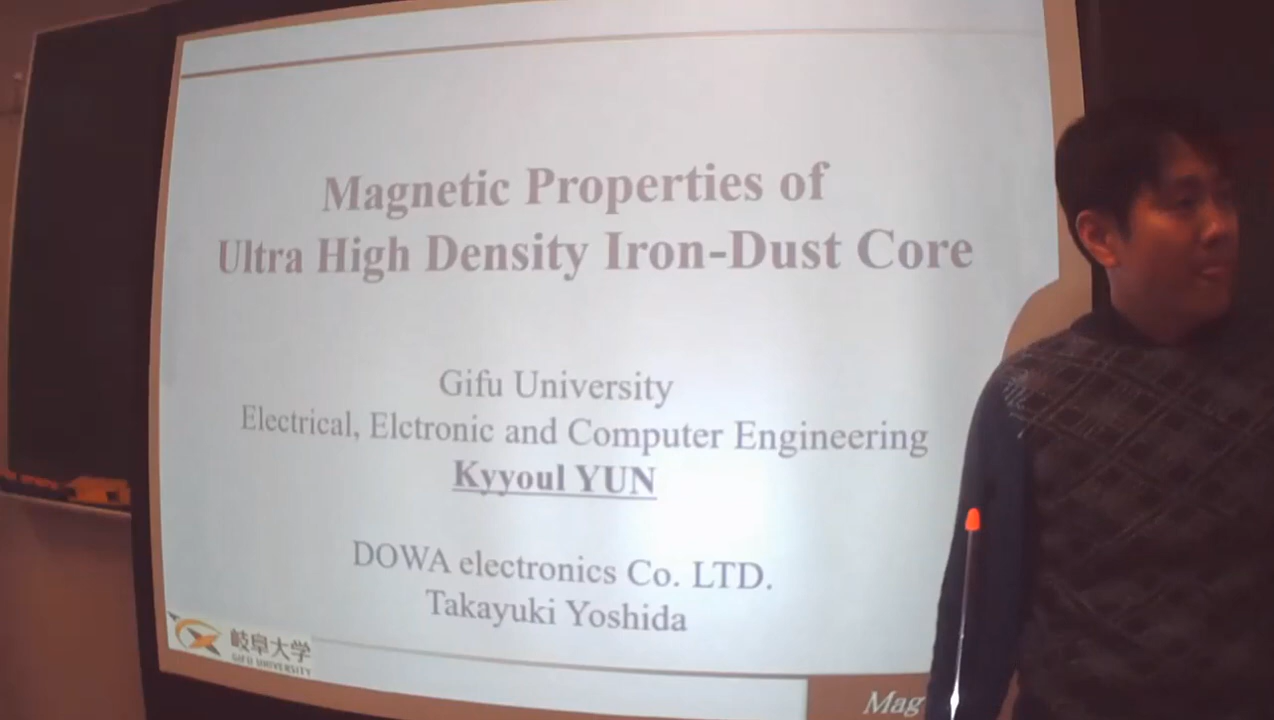 Magnetic Properties of
Ultra High Density Iron-Dust Core
Gifu University
Electrical, Elctronic and Computer Engineering
Kyyoul YUN
DOWA electronics Co. LTD.
Takayuki Yoshida
岐阜大学
GIFU UNIVERSITY
Mag